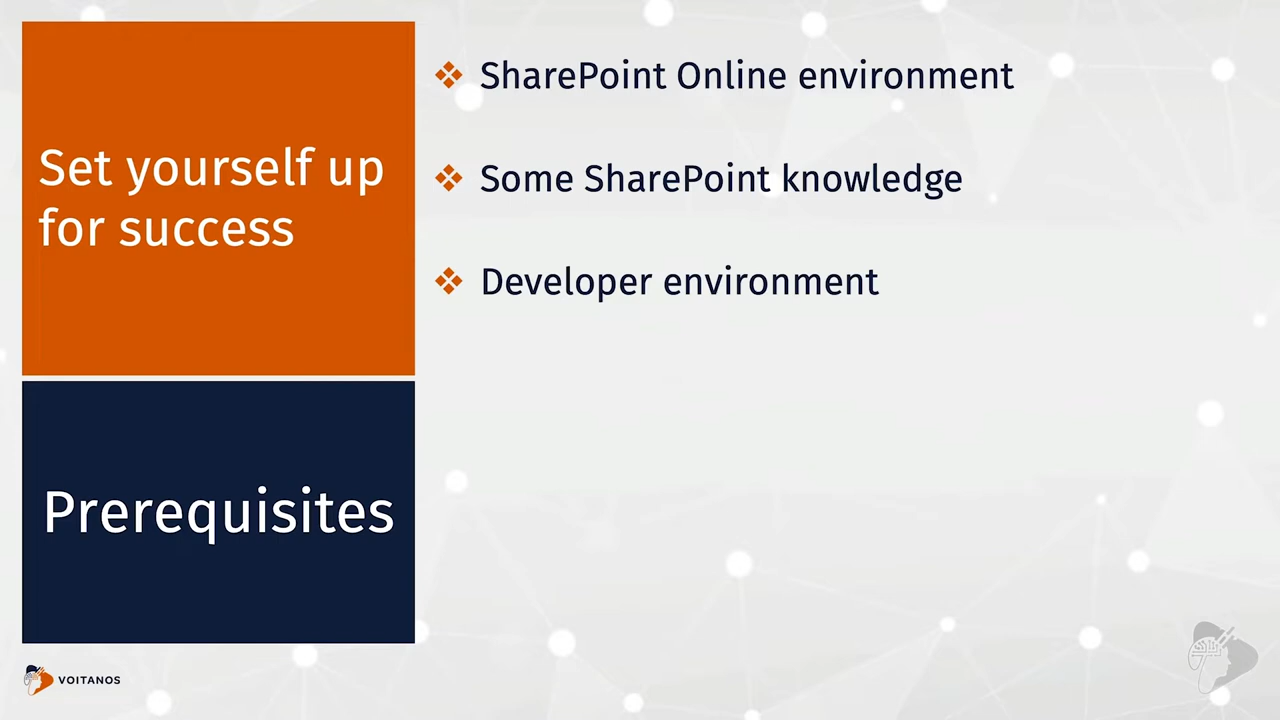 Set yourself up
for success
Prerequisites
SharePoint Online environment
Some SharePoint knowledge
Developer environment
VOITANOS